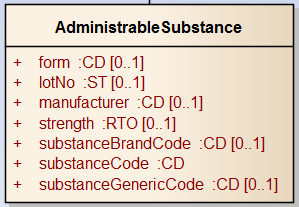 AdministrableSubstance
+ form :CD [0..1]
+ lotNo :ST [0..1]
+ manufacturer :CD [0..1]
+ strength :RTO [0..1]
+ substanceBrandCode :CD [0..1]
+ substanceCode :CD
+ substanceGenericCode :CD [0..1]